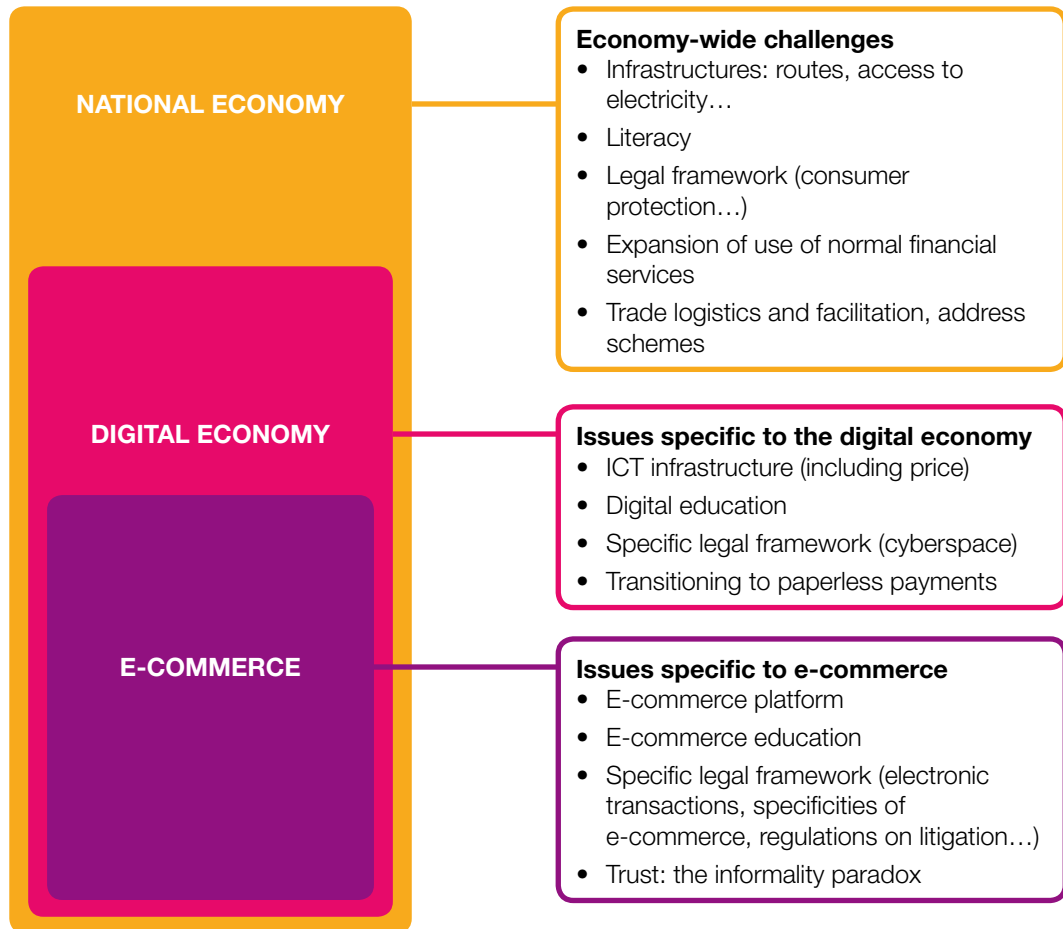 NATIONAL ECONOMY
Economy-wide challenges
• Infrastructures: routes, access to
electricity…
• Literacy
• Legal framework (consumer
protection…)
• Expansion of use of normal financial
services
• Trade logistics and facilitation, address
schemes
DIGITAL ECONOMY
Issues specific to the digital economy
• ICT infrastructure (including price)
• Digital education
• Specific legal framework (cyberspace)
• Transitioning to paperless payments
E-COMMERCE
Issues specific to e-commerce
• E-commerce platform
• E-commerce education
• Specific legal framework (electronic
transactions, specificities of
e-commerce, regulations on litigation…)
• Trust: the informality paradox